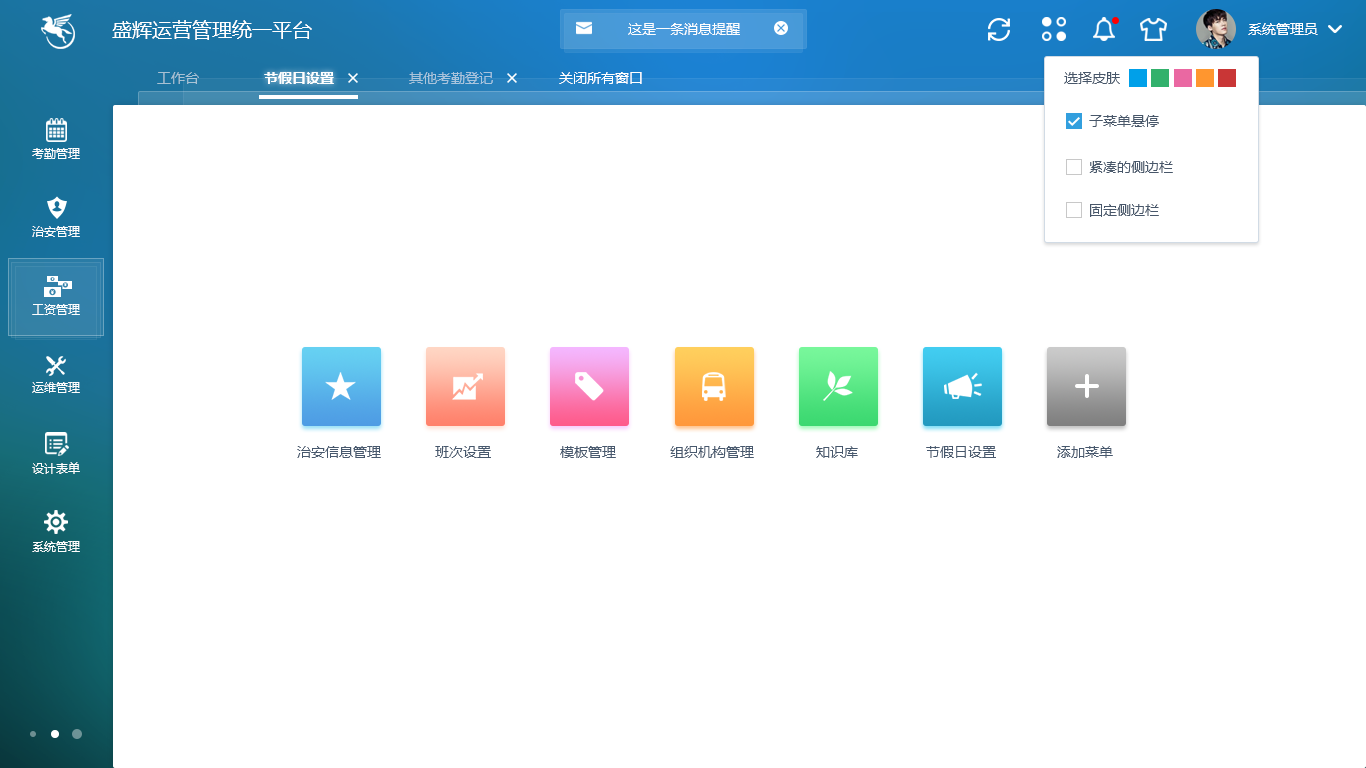 盛辉运营管理统一平台
这是一条消息提醒
系统管理员
工作台
节假日设置
其他考勤登记
关闭所有窗口
选择皮肤
子菜单悬停
紧凑的侧边栏
固定侧边栏
考勤管理
治安管理
工资管理
运维管理
设计表单
系统管理
治安信息管理
班次设置
模板管理
组织机构管理
知识库
节假日设置
添加菜单